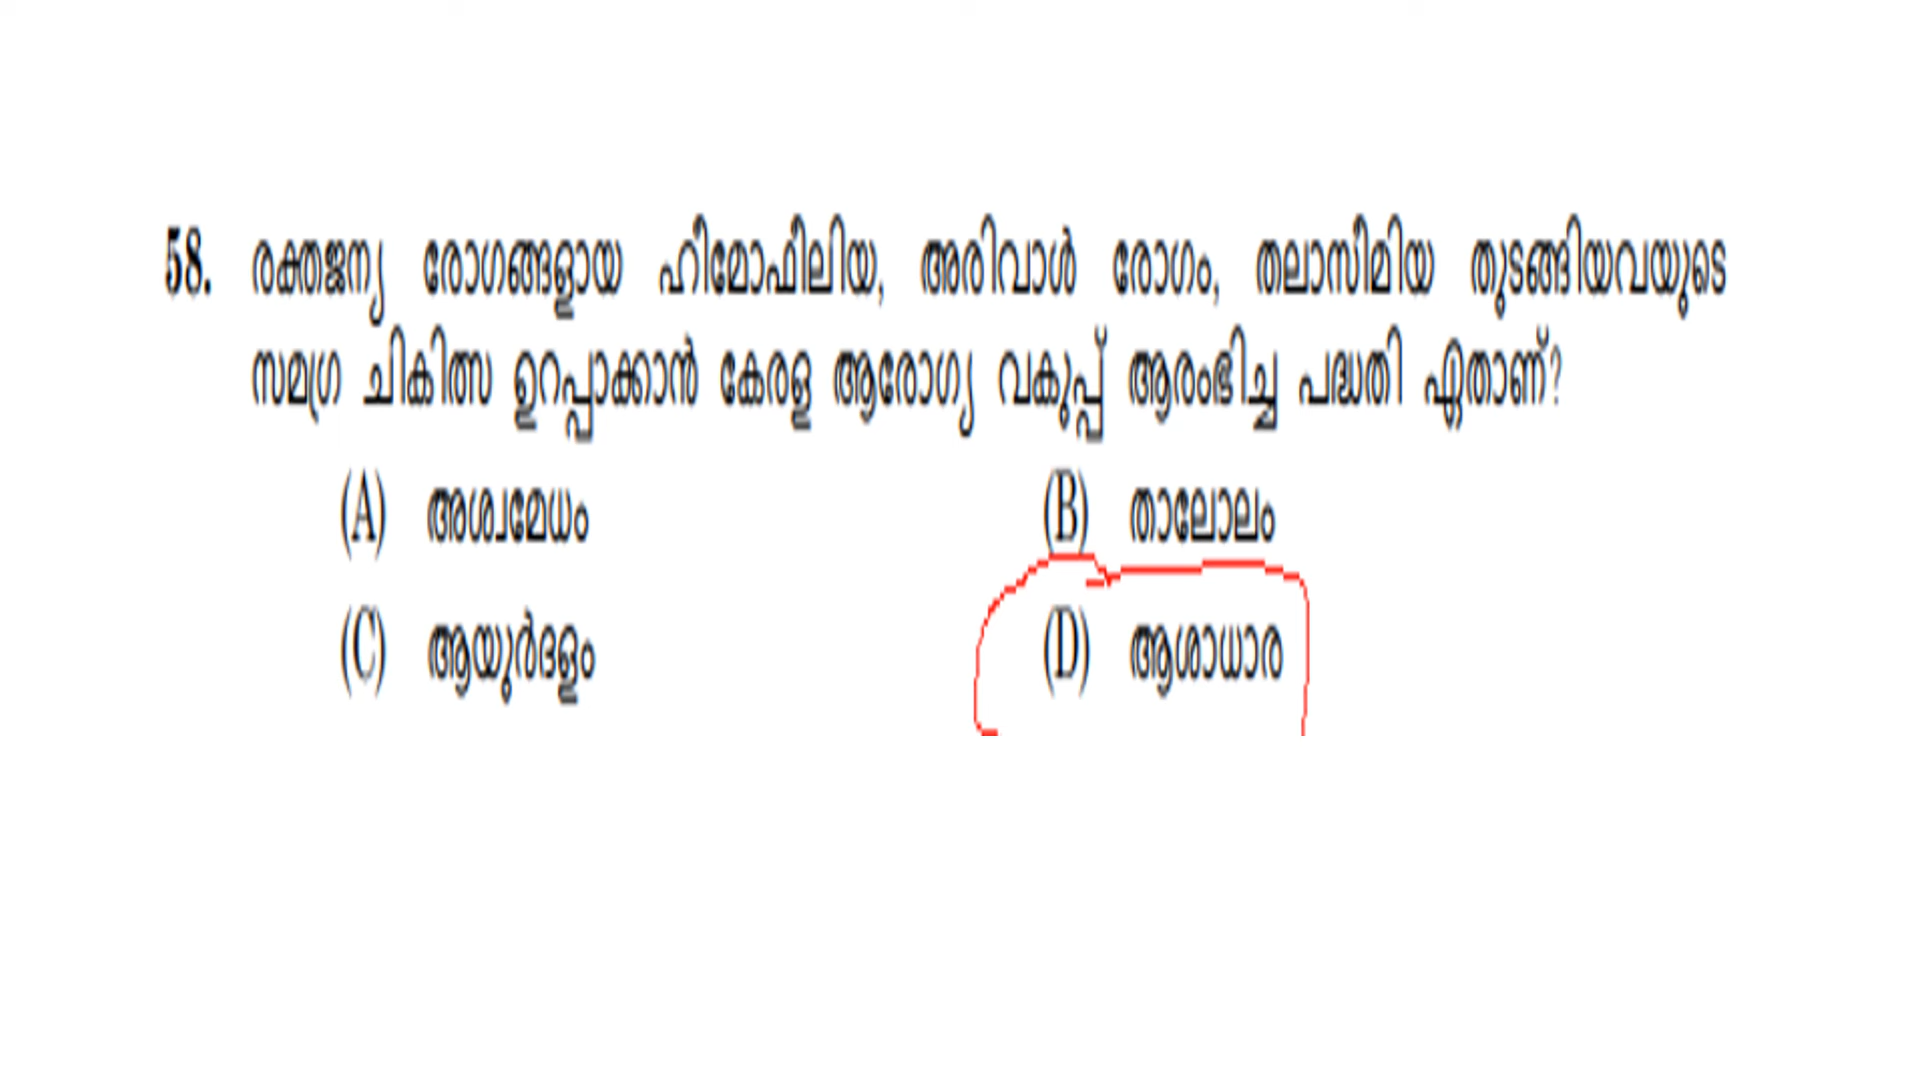 58. രക്തജന്യ രോഗങ്ങളായ ഹീമോഫീലിയ, അരിവാൾ രോഗം, തലാസീമിയ തുടങ്ങിയവയുടെ
സമഗ്ര ചികിത്സ ഉറപ്പാക്കാൻ കേരള ആരോഗ്യ വകുപ്പ് ആരംഭിച്ച പദ്ധതി ഏതാണ്?
(A) അശ്വമേധം (B) താലോലം
(C) ആയുർദളം (D) ആശാധാര